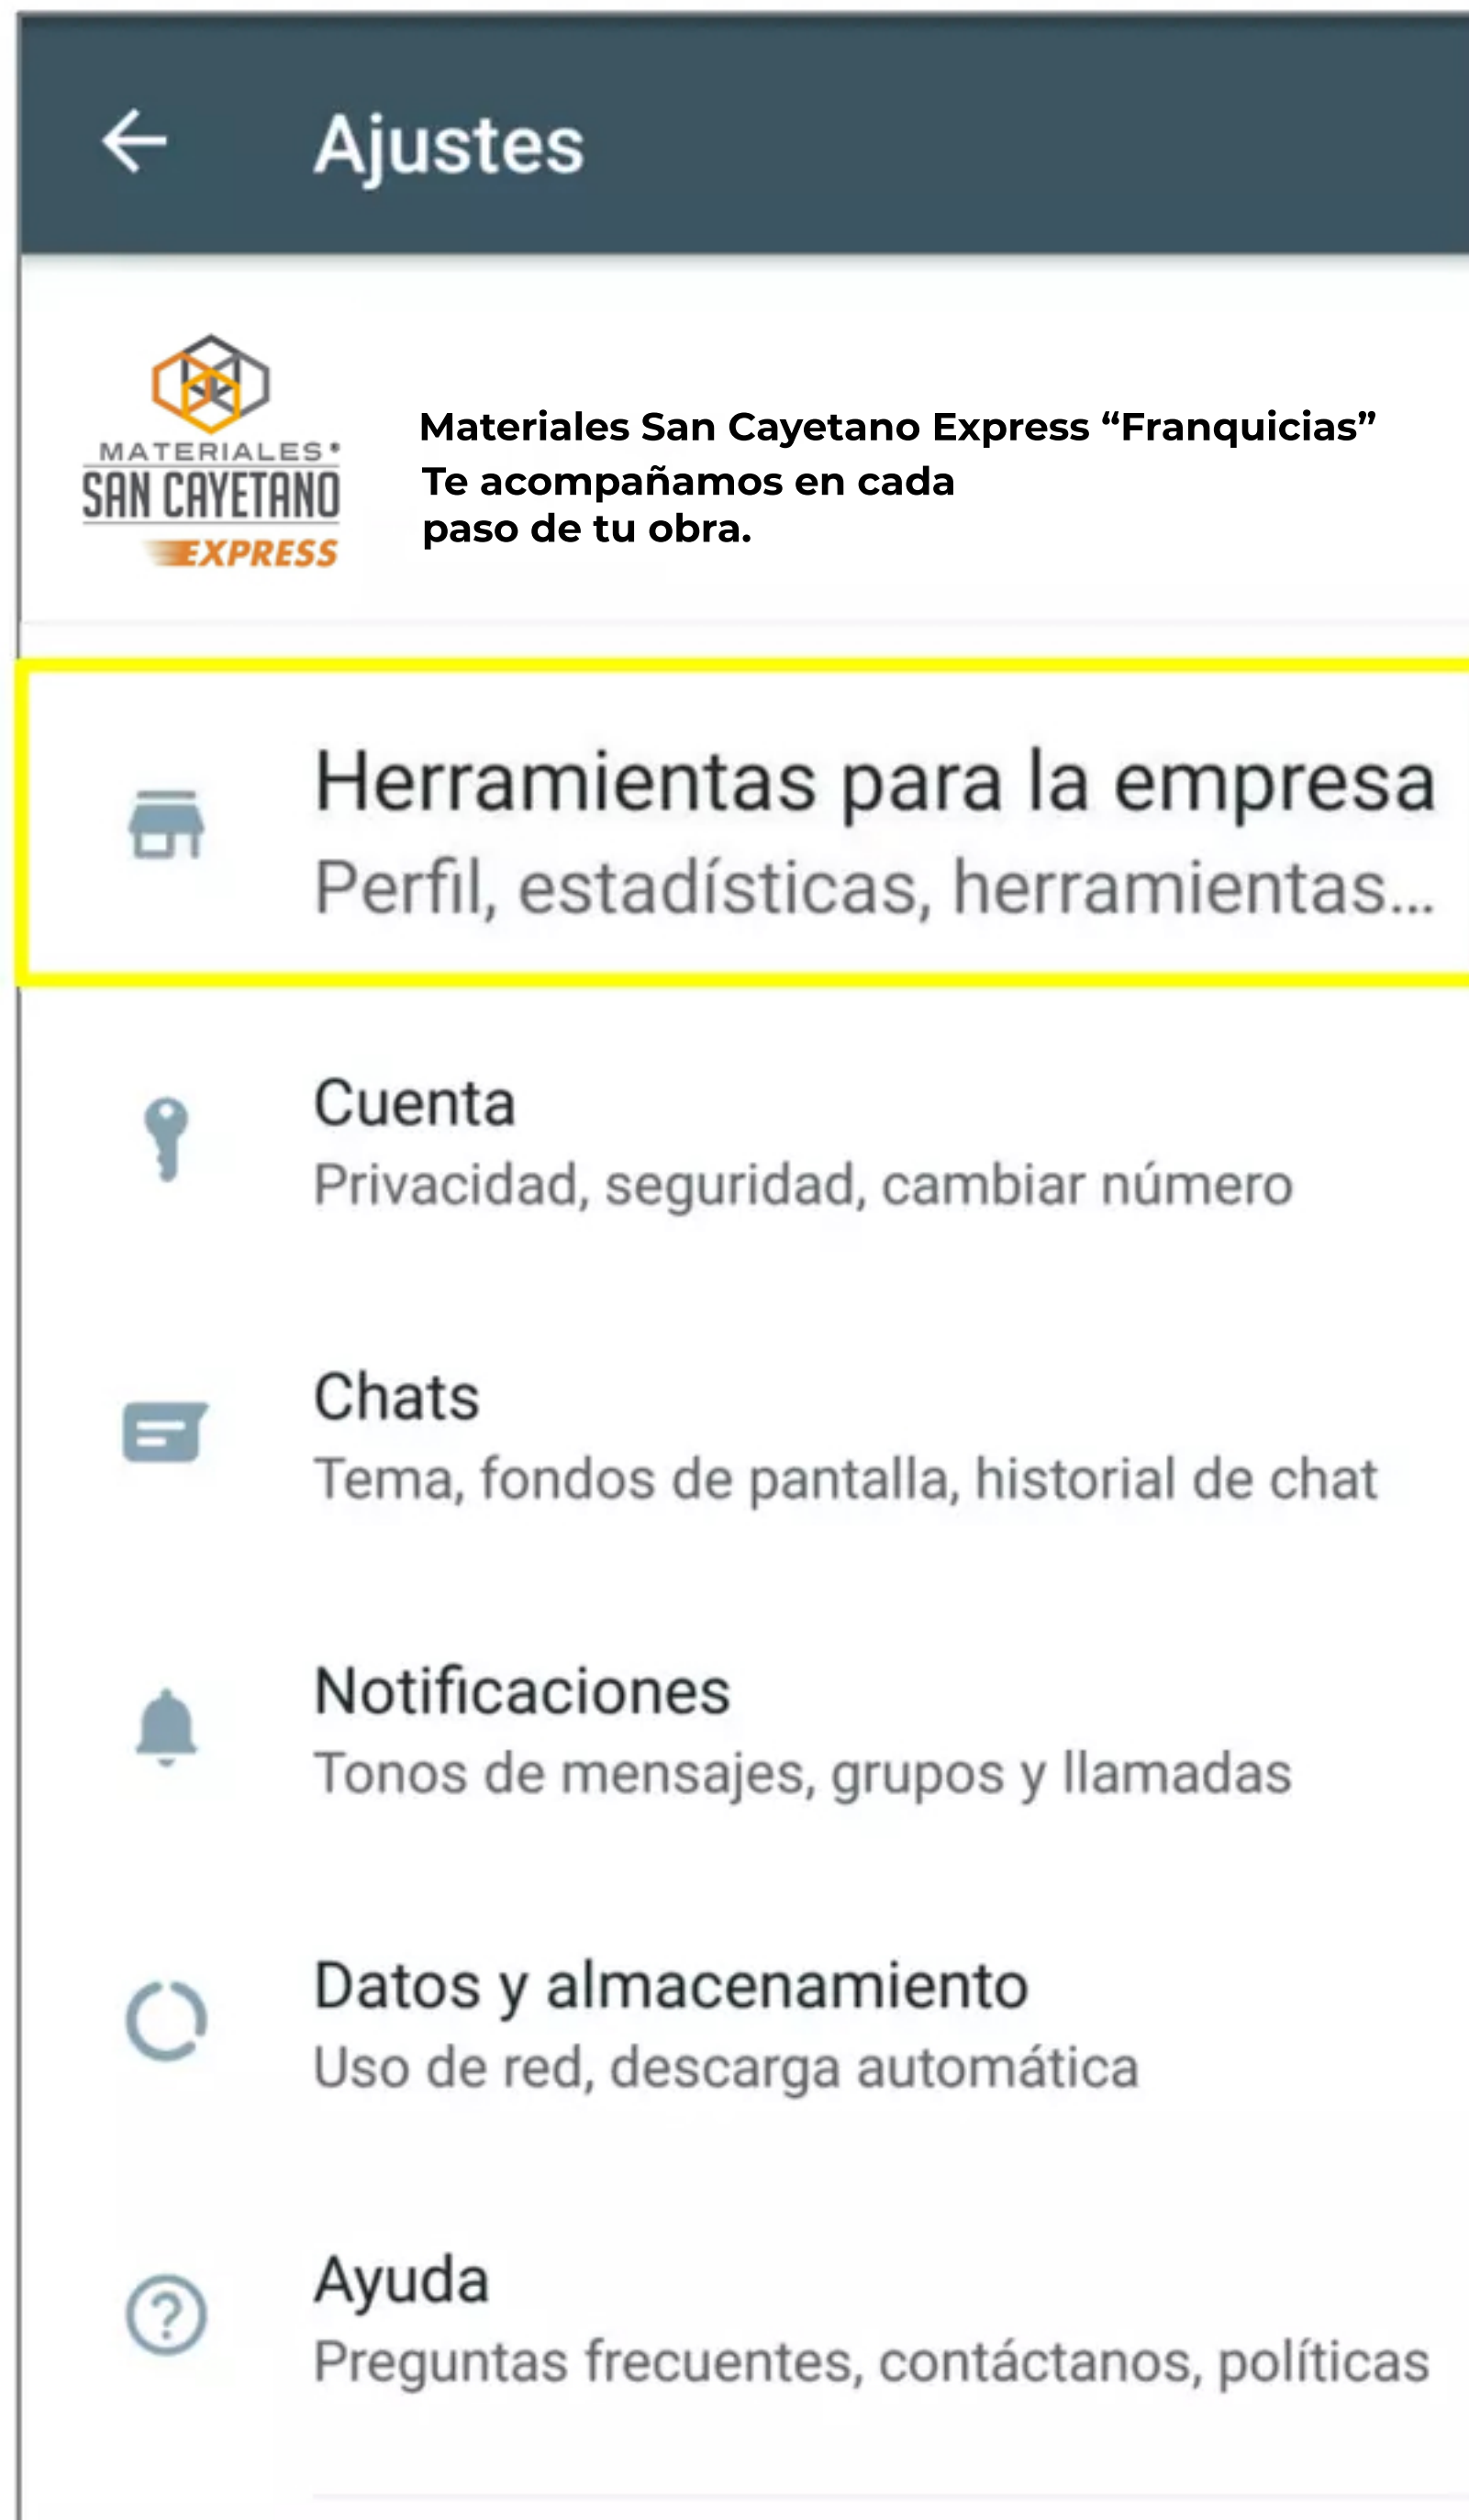 Ajustes
MATERIALES
SAN CAYETANO
EXPRESS
Materiales San Cayetano Express “Franquicias”
Te acompañamos en cada
paso de tu obra.
Herramientas para la empresa
Perfil, estadísticas, herramientas...
Cuenta
Privacidad, seguridad, cambiar número
Chats
Tema, fondos de pantalla, historial de chat
Notificaciones
Tonos de mensajes, grupos y llamadas
Datos y almacenamiento
Uso de red, descarga automática
Ayuda
Preguntas frecuentes, contáctanos, políticas